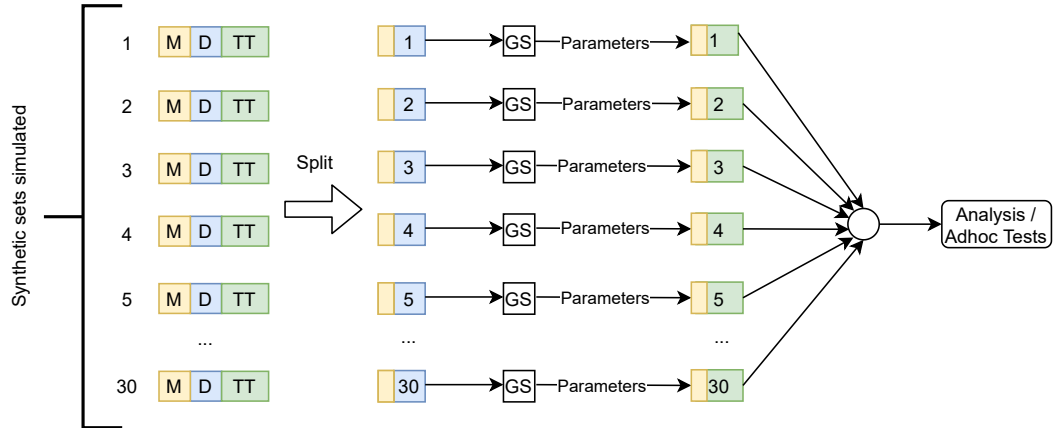 Synthetic sets simulated
1 M D TT 1 GS Parameters 1
2 M D TT 2 GS Parameters 2
3 M D TT 3 GS Parameters 3
Split
4 M D TT 4 GS Parameters 4
Analysis /
Adhoc Tests
5 M D TT 5 GS Parameters 5
... ... ...
30 M D TT 30 GS Parameters 30